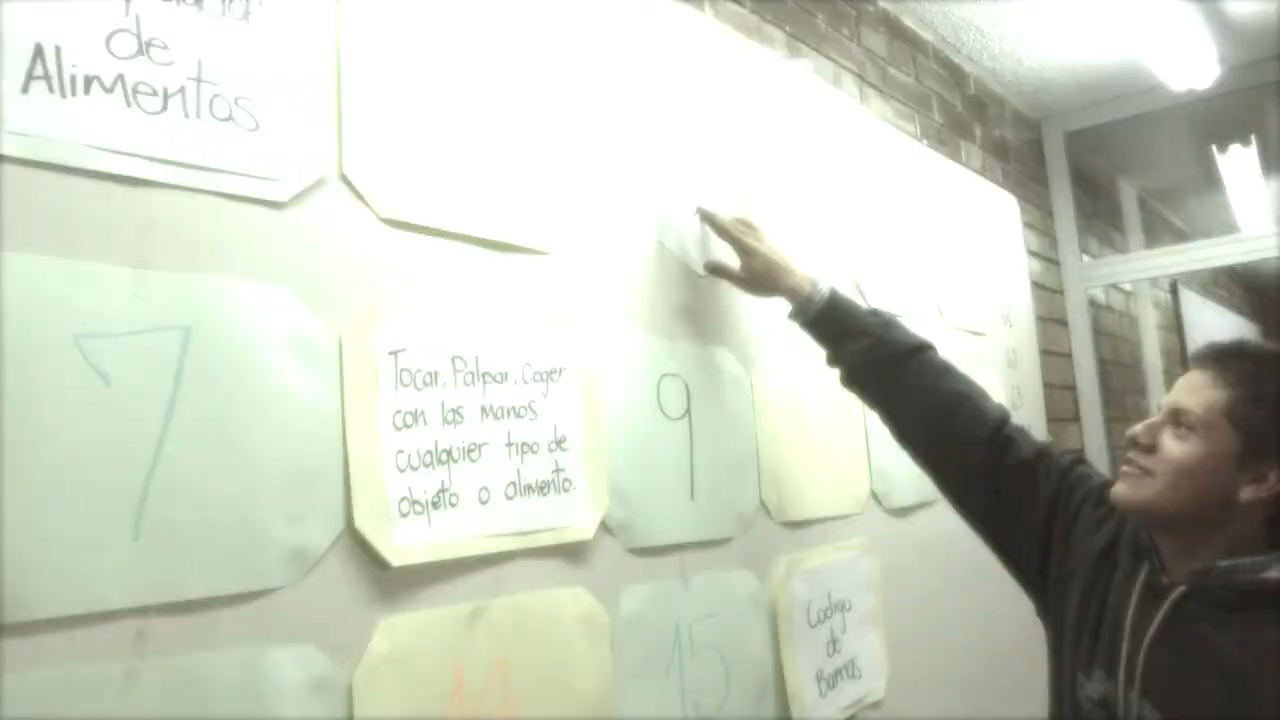 de
Alimentos
7
Tocar, Palpar, Coger
con las manos
cualquier tipo de
objeto o alimento.
9
14
15
Codigo
de
Barras